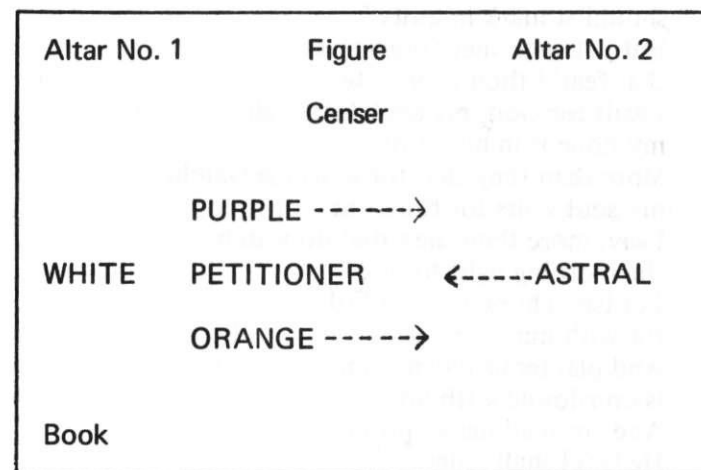 Altar No. 1 Figure Altar No. 2
Censer
PURPLE ----->
WHITE PETITIONER <-----ASTRAL
ORANGE ----->
Book